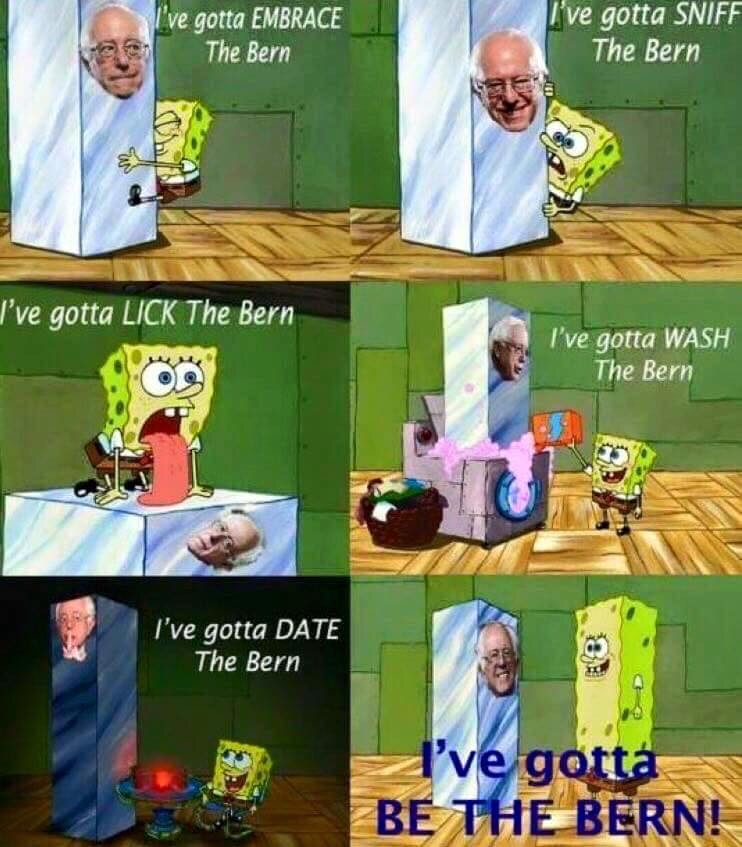 I've gotta EMBRACE
The Bern
I've gotta SNIFF
The Bern
I've gotta LICK The Bern
I've gotta WASH
The Bern
I've gotta DATE
The Bern
I've gotta
BE THE BERN!